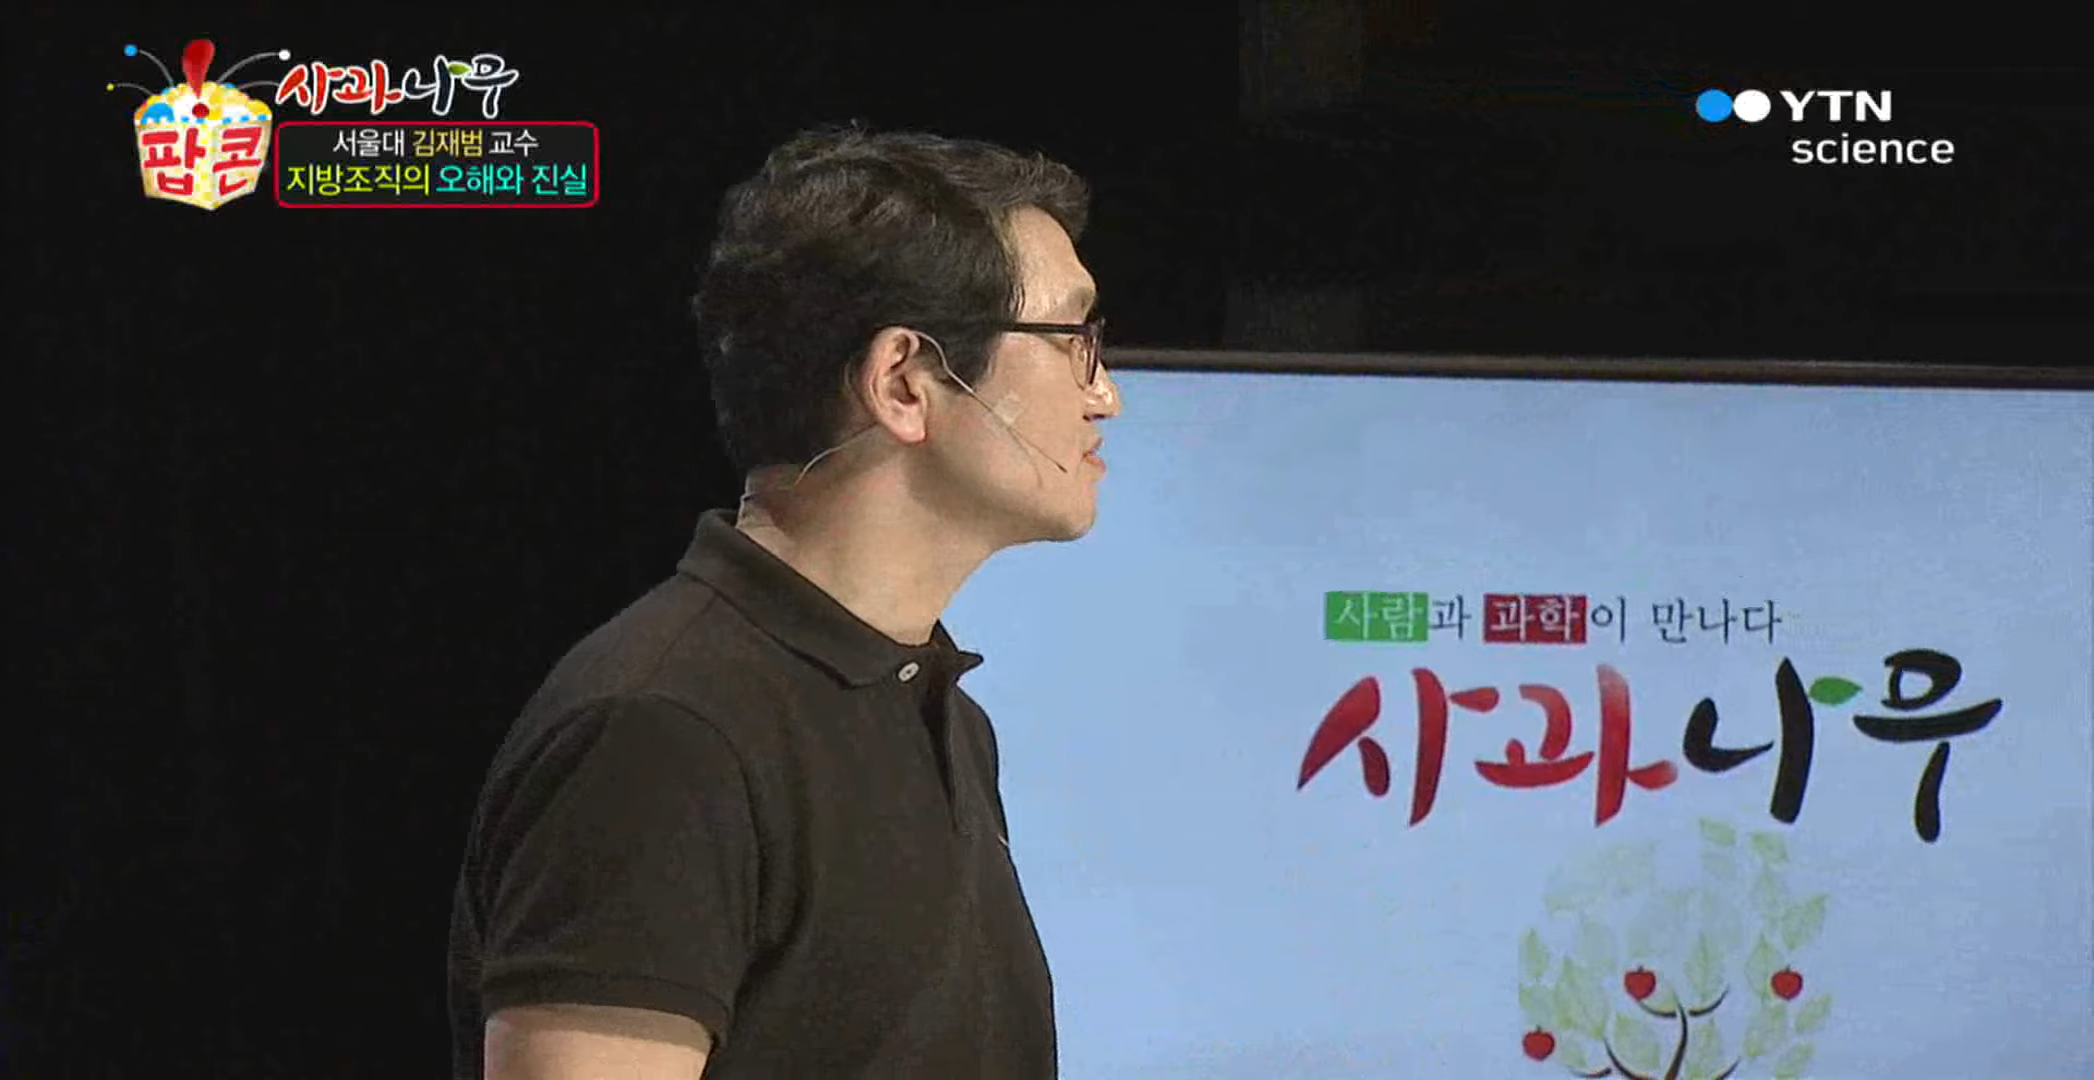 사과나무
팝콘
서울대 김재범 교수
지방조직의 오해와 진실
YTN
science
사람과 과학이 만나다
사과나무